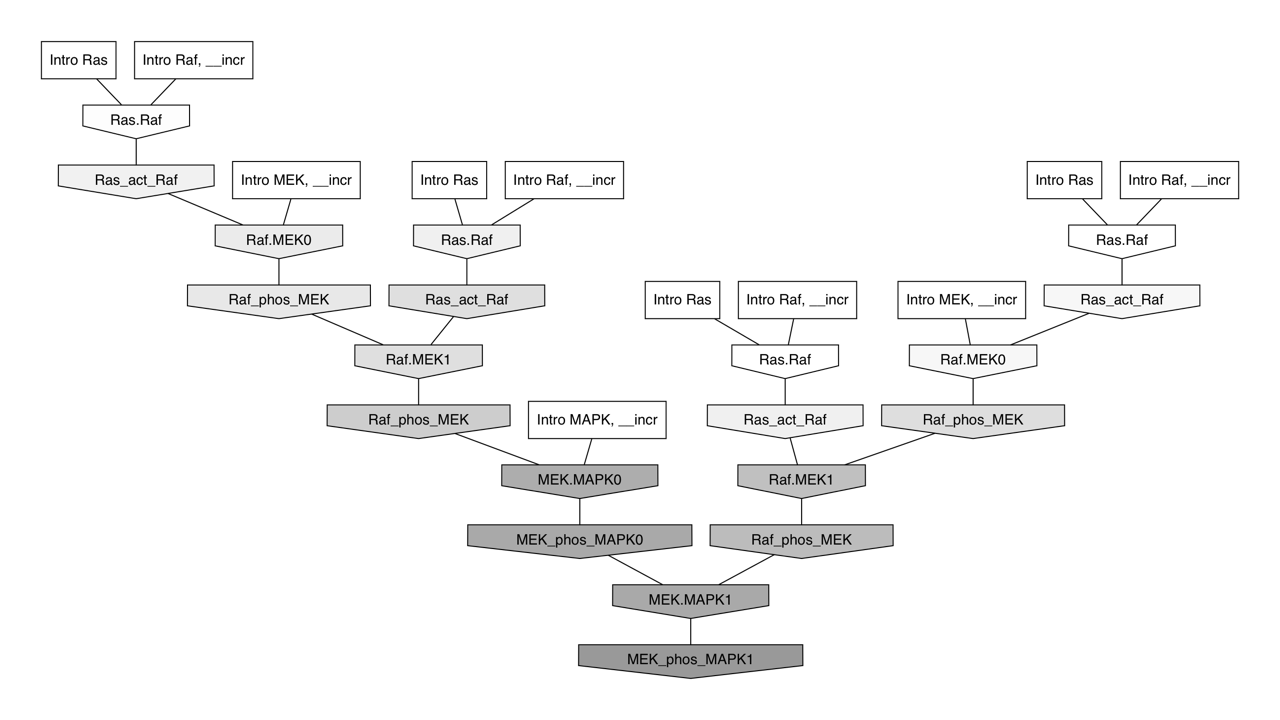 Intro Ras
Intro Raf, __incr
Ras.Raf
Ras_act_Raf
Intro MEK, __incr
Intro Ras
Intro Raf, __incr
Intro Ras
Intro Raf, __incr
Raf.MEK0
Ras.Raf
Ras.Raf
Raf_phos_MEK
Ras_act_Raf
Intro Ras
Intro Raf, __incr
Intro MEK, __incr
Ras_act_Raf
Raf.MEK1
Ras.Raf
Raf.MEK0
Raf_phos_MEK
Intro MAPK, __incr
Ras_act_Raf
Raf_phos_MEK
MEK.MAPK0
Raf.MEK1
MEK_phos_MAPK0
Raf_phos_MEK
MEK.MAPK1
MEK_phos_MAPK1